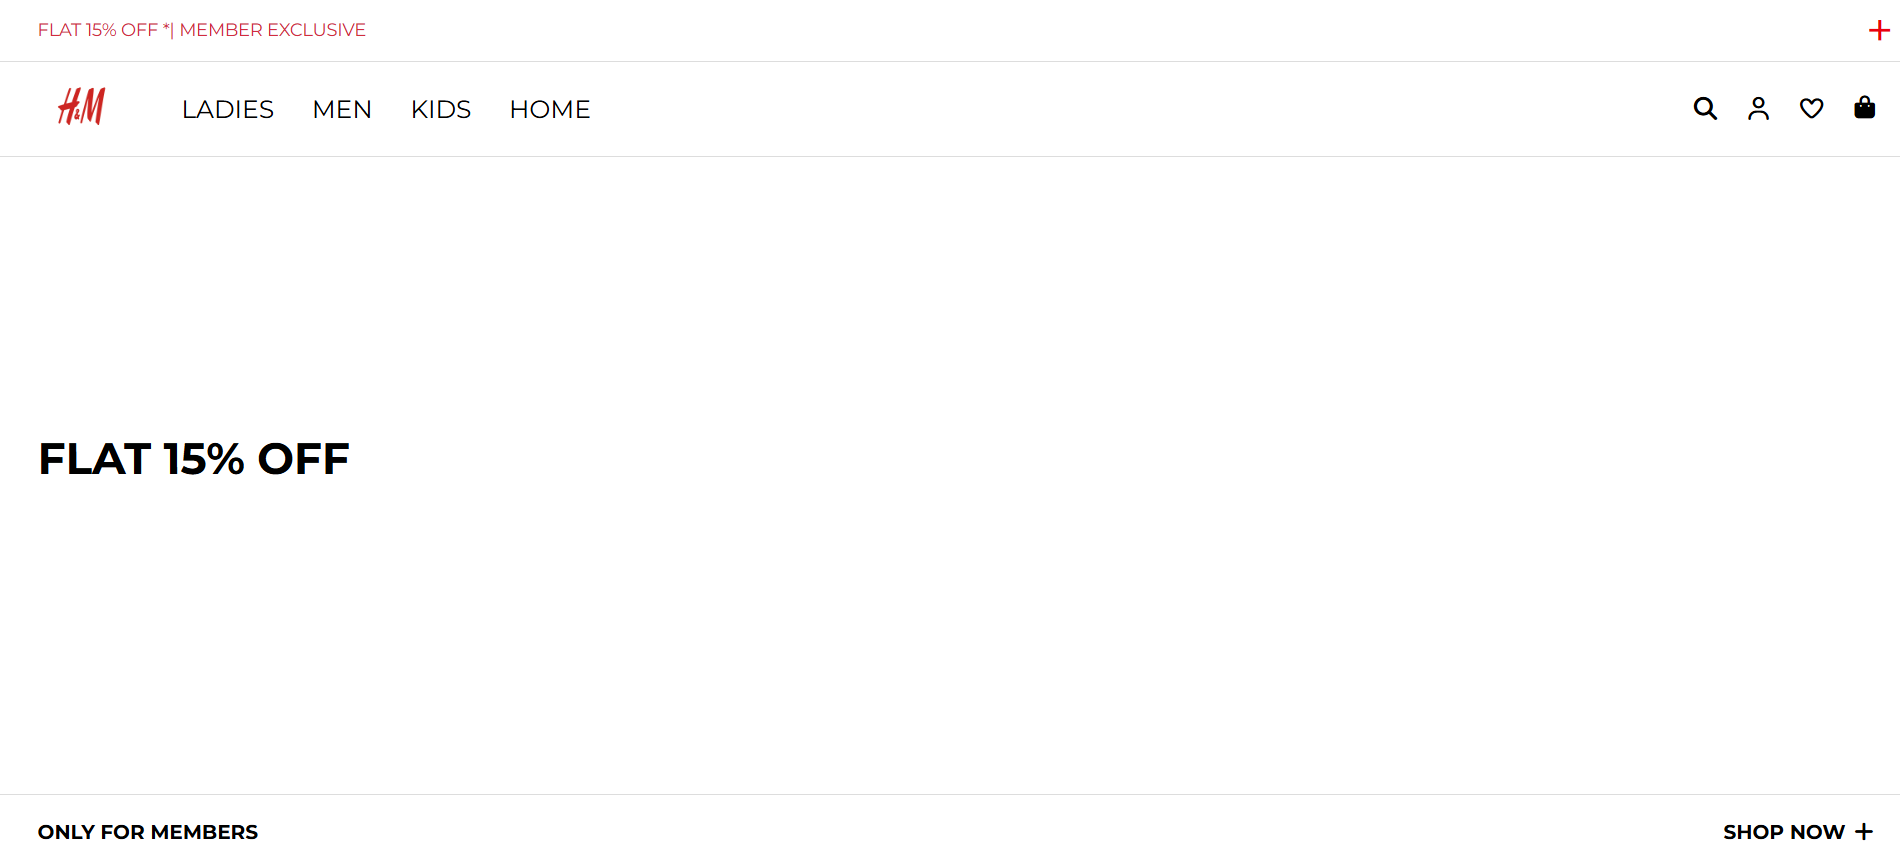 FLAT 15% OFF *| MEMBER EXCLUSIVE
H&M
LADIES MEN KIDS HOME
FLAT 15% OFF
ONLY FOR MEMBERS
SHOP NOW